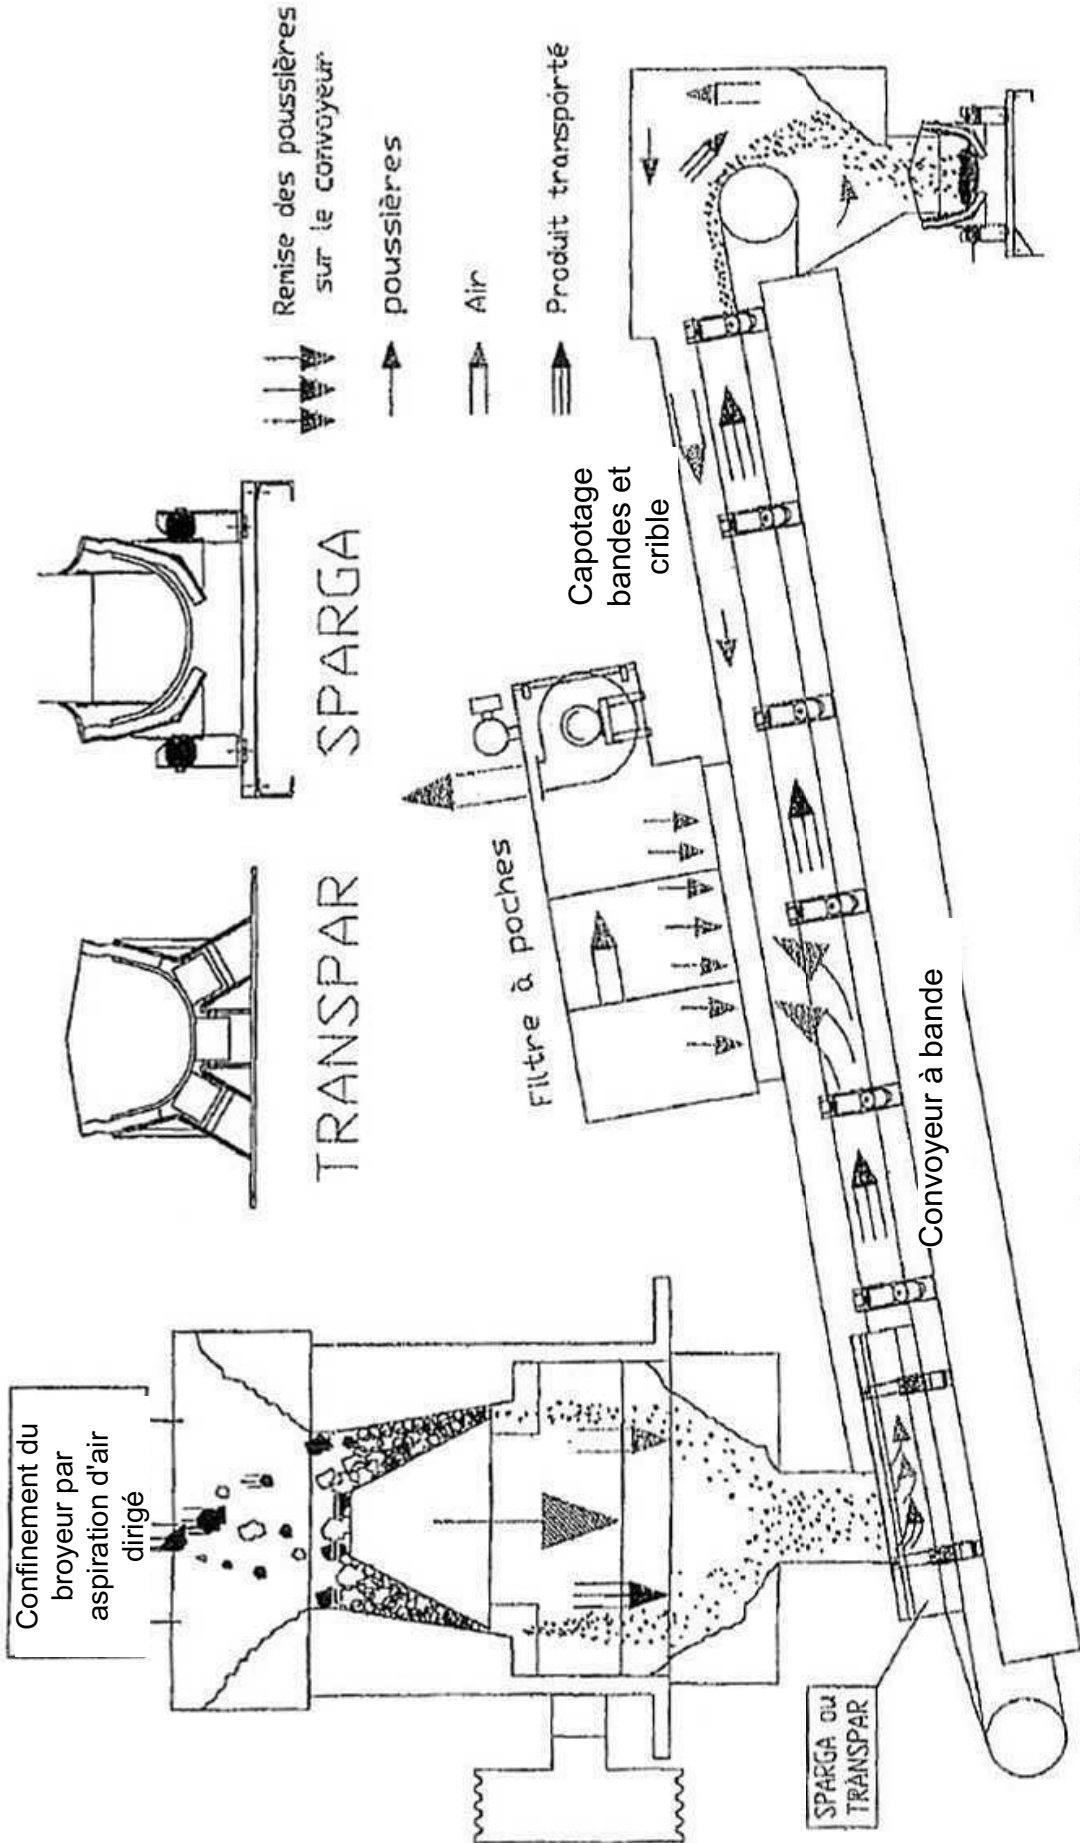 Confinement du
broyeur par
aspiration d'air
dirigé
TRANSPAR
SPARGA
Remise des poussières
sur le convoyeur
poussières
Air
Produit transporté
Filtre à poches
Capotage
bandes et
crible
Convoyeur à bande
SPARGA ou
TRANSPAR